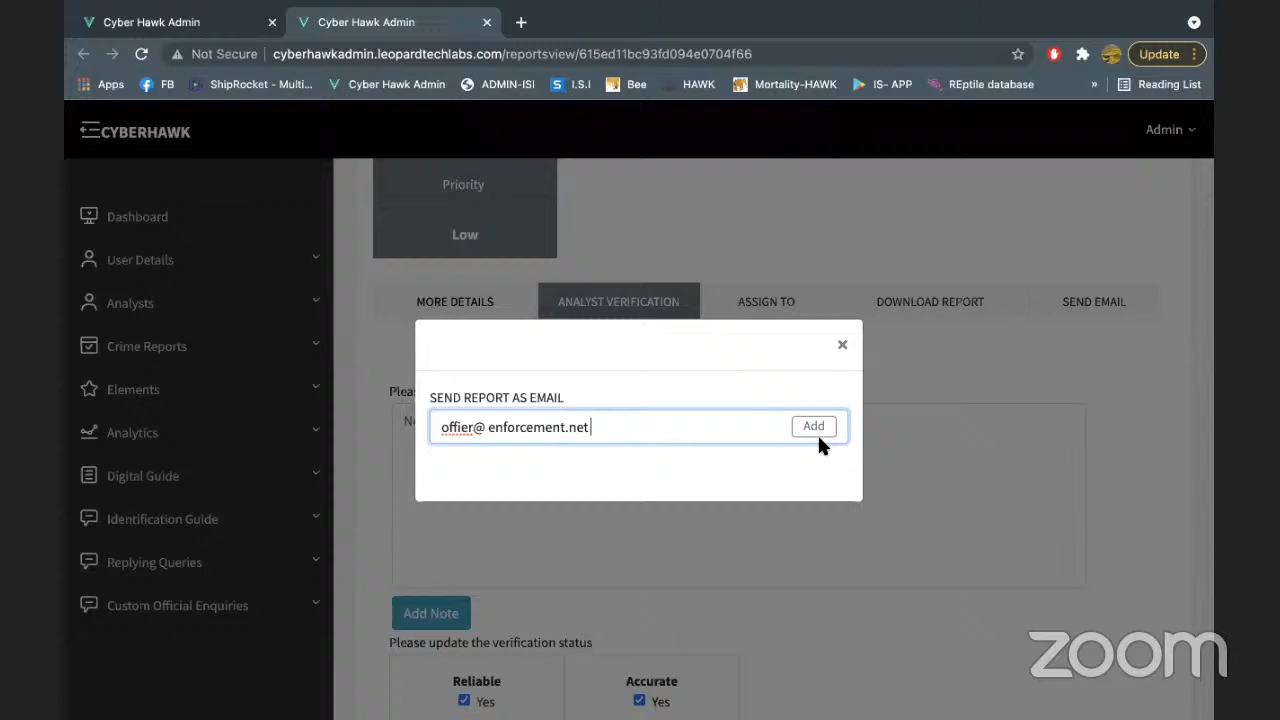 Cyber Hawk Admin
Cyber Hawk Admin
Not Secure cyberhawkadmin.leopardtechlabs.com/reportsview/615ed11bc93fd094e0704f66 Update
Apps FB ShipRocket - Multi... Cyber Hawk Admin ADMIN-ISI I.S.I Bee HAWK Mortality-HAWK IS- APP REptile database » Reading List
CYBERHAWK
Admin
Dashboard
User Details
Analysts
Crime Reports
Elements
Analytics
Digital Guide
Identification Guide
Replying Queries
Custom Official Enquiries
Priority
Low
MORE DETAILS ANALYST VERIFICATION ASSIGN TO DOWNLOAD REPORT SEND EMAIL
SEND REPORT AS EMAIL
offier@ enforcement.net Add
Add Note
Please update the verification status
Reliable Accurate
Yes Yes
zoom